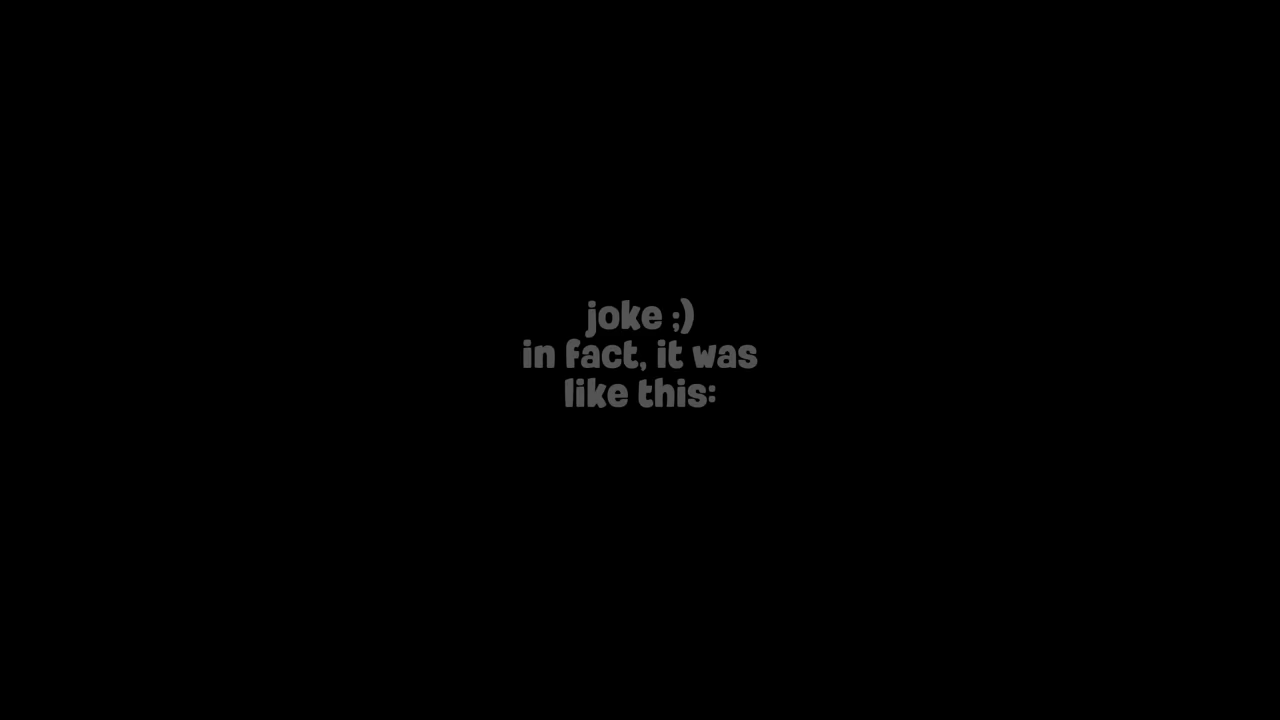 joke ;)
in fact, it was
like this: